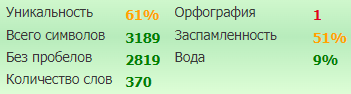 Уникальность 61% Орфография 1
Всего символов 3189 Заспамленность 51%
Без пробелов 2819 Вода 9%
Количество слов 370